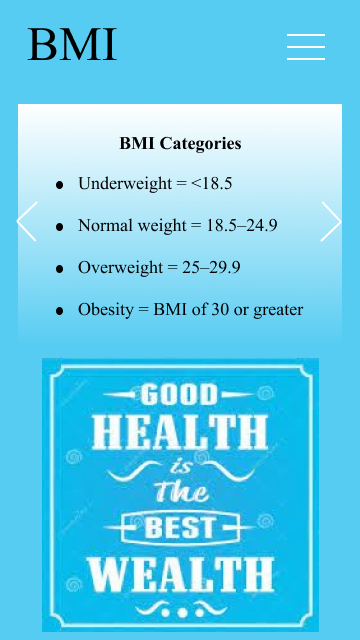 BMI
BMI Categories
● Underweight = <18.5
● Normal weight = 18.5–24.9
● Overweight = 25–29.9
● Obesity = BMI of 30 or greater
GOOD
HEALTH
is
The
BEST
WEALTH